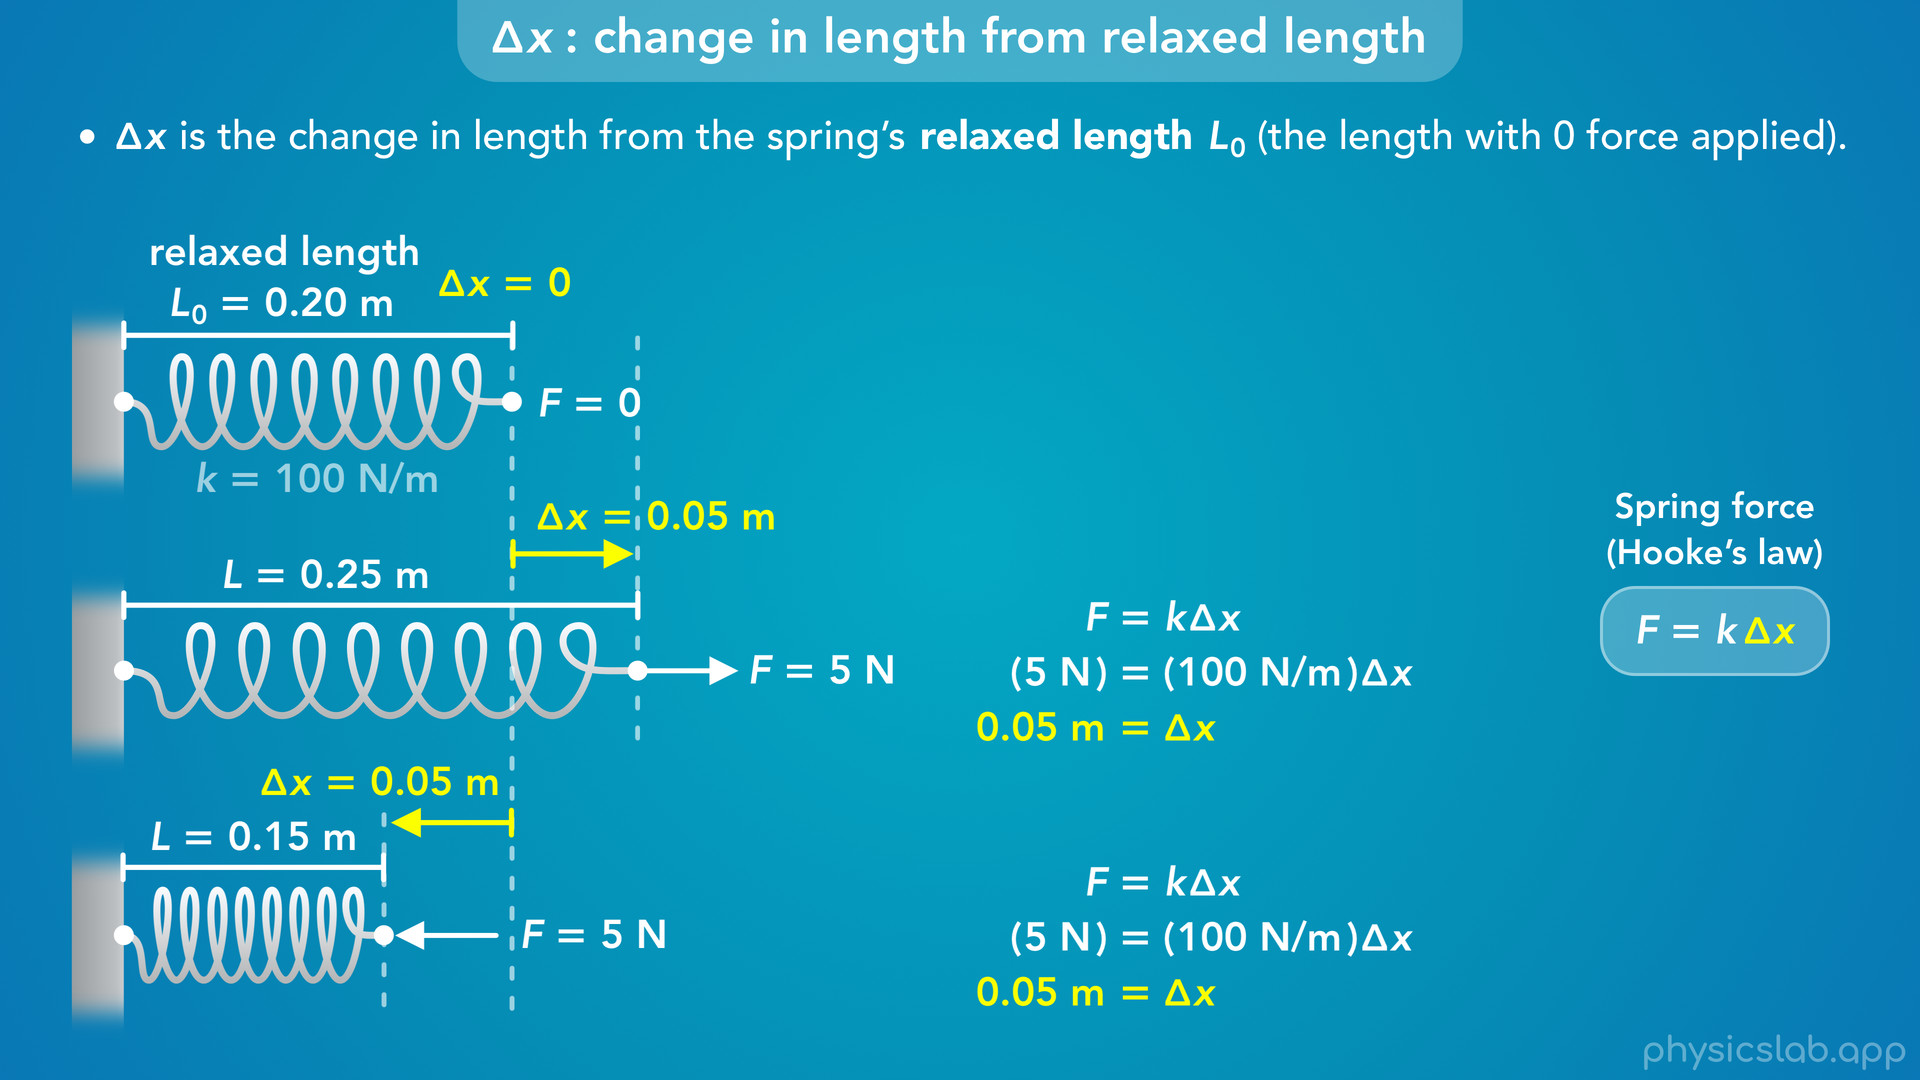 Δx : change in length from relaxed length
• Δx is the change in length from the spring’s relaxed length L₀ (the length with 0 force applied).
relaxed length
L₀ = 0.20 m
Δx = 0
F = 0
k = 100 N/m
Δx = 0.05 m
L = 0.25 m
F = 5 N
F = kΔx
(5 N) = (100 N/m)Δx
0.05 m = Δx
Spring force
(Hooke’s law)
F = kΔx
Δx = 0.05 m
L = 0.15 m
F = 5 N
F = kΔx
(5 N) = (100 N/m)Δx
0.05 m = Δx
physicslab.app